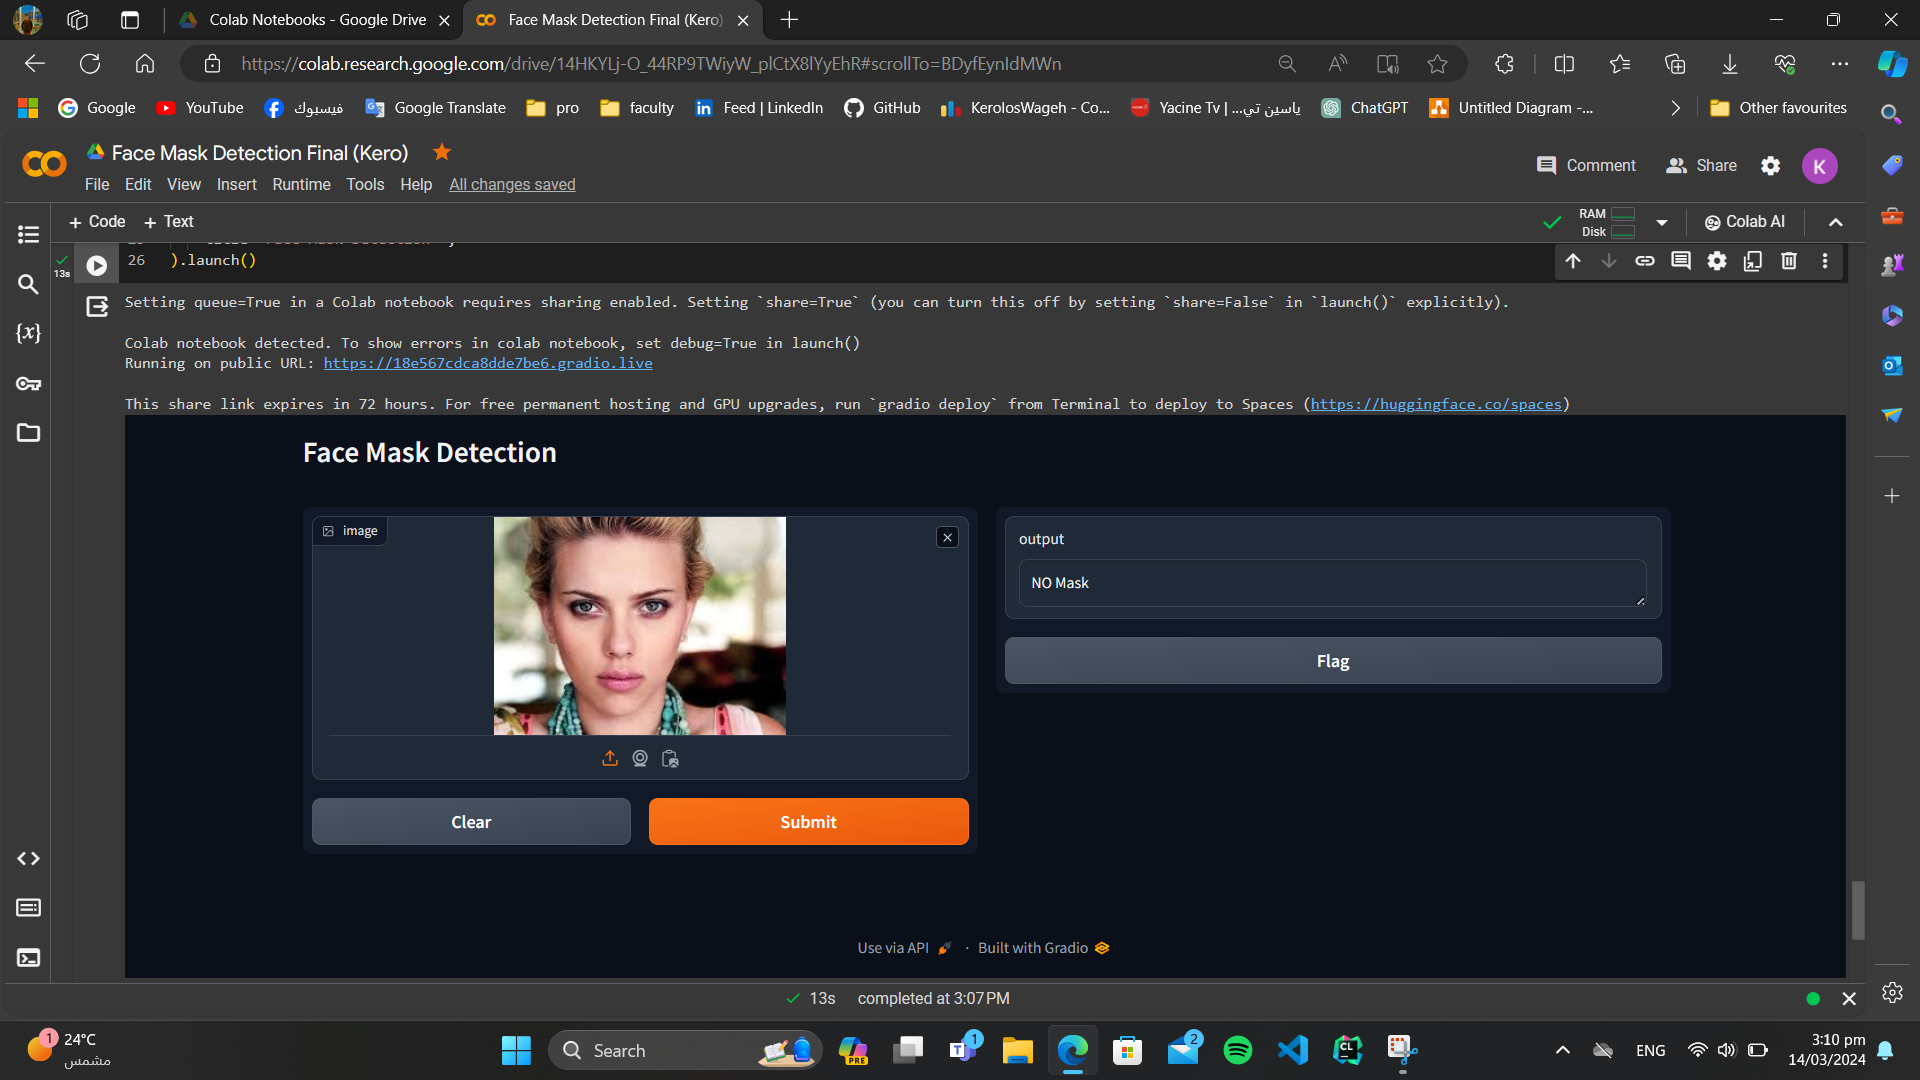 Colab Notebooks - Google Drive
Face Mask Detection Final (Kero)
https://colab.research.google.com/drive/14HKYLj-O_44RP9TWiyW_plCtX8lYyEhR#scrollTo=BDyfEynIdMWn
Google
YouTube
فيسبوك
Google Translate
pro
faculty
Feed | LinkedIn
GitHub
KerolosWageh - Co...
Yacine Tv | ...ياسين تي
ChatGPT
Untitled Diagram -...
Other favourites
Face Mask Detection Final (Kero)
Comment
Share
K
File Edit View Insert Runtime Tools Help All changes saved
+ Code + Text
RAM
Disk
Colab AI
13s
26 ).launch()
Setting queue=True in a Colab notebook requires sharing enabled. Setting `share=True` (you can turn this off by setting `share=False` in `launch()` explicitly).
Colab notebook detected. To show errors in colab notebook, set debug=True in launch()
Running on public URL: https://18e567cdca8dde7be6.gradio.live
This share link expires in 72 hours. For free permanent hosting and GPU upgrades, run `gradio deploy` from Terminal to deploy to Spaces (https://huggingface.co/spaces)
Face Mask Detection
image
output
NO Mask
Flag
Clear
Submit
Use via API · Built with Gradio
13s completed at 3:07 PM
1
24°C
مشمس
Search
PRE
1
2
ENG
3:10 pm
14/03/2024